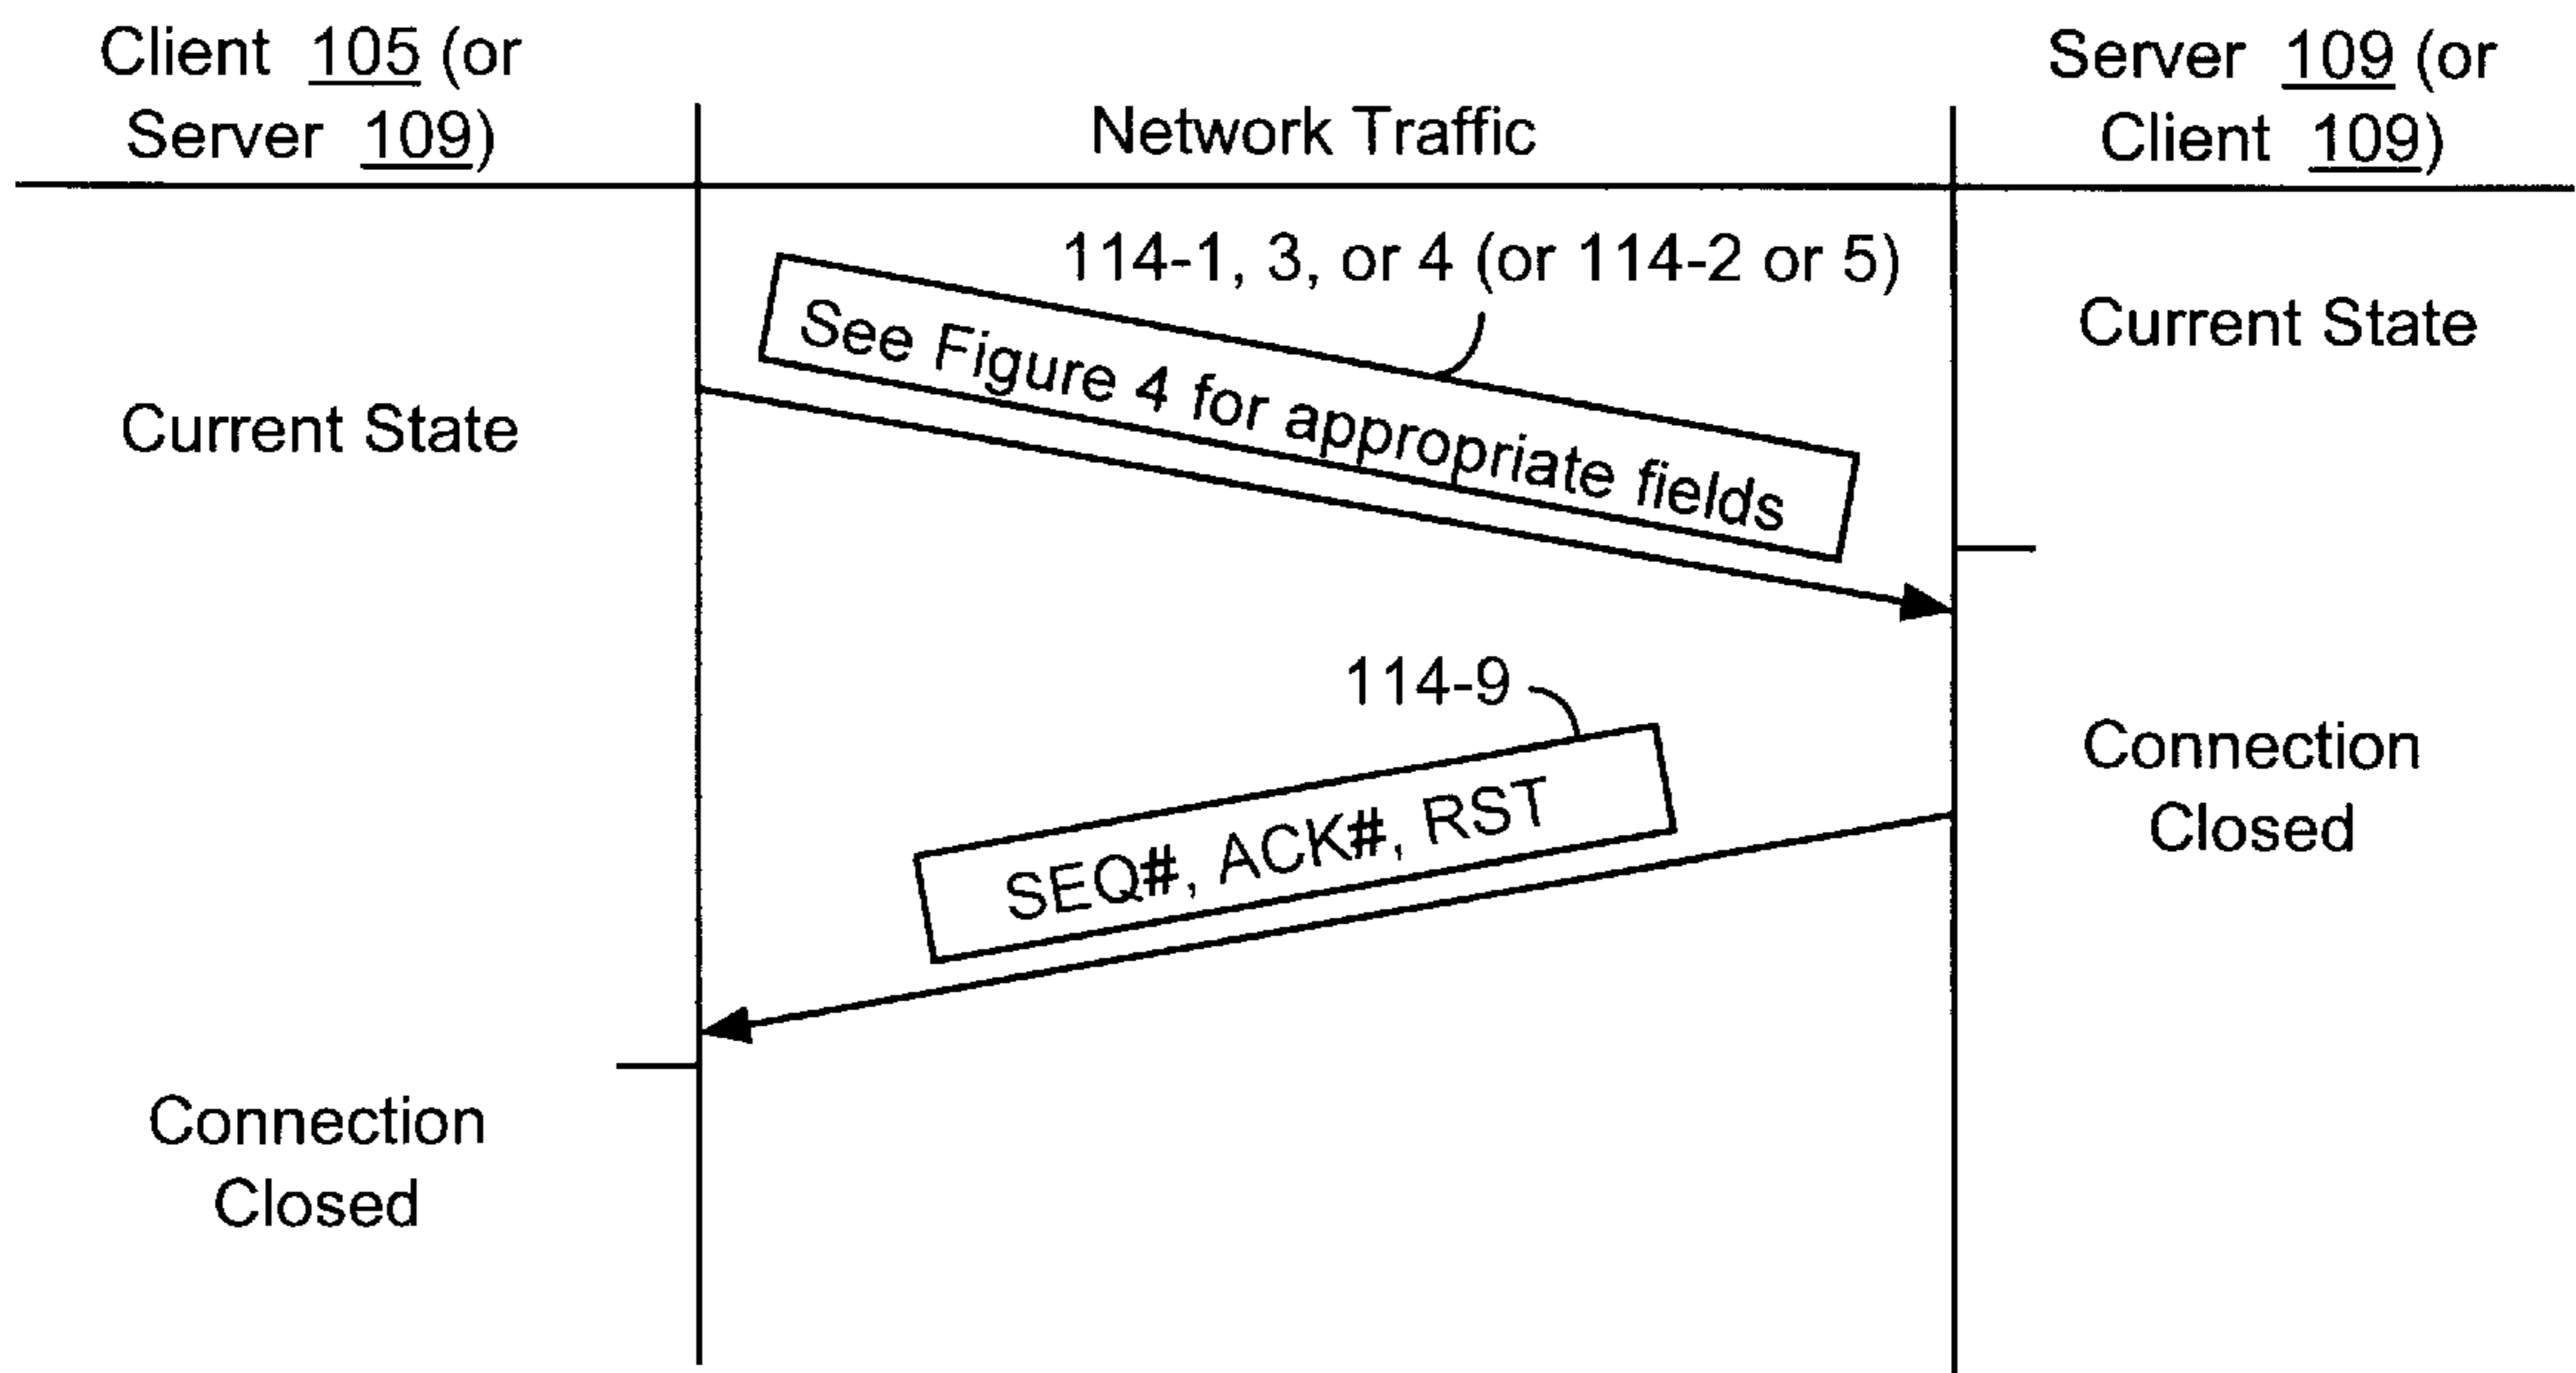 Client 105 (or
Server 109)
Network Traffic
Server 109 (or
Client 109)
114-1, 3, or 4 (or 114-2 or 5)
See Figure 4 for appropriate fields
Current State
Current State
114-9
SEQ#, ACK#, RST
Connection
Closed
Connection
Closed